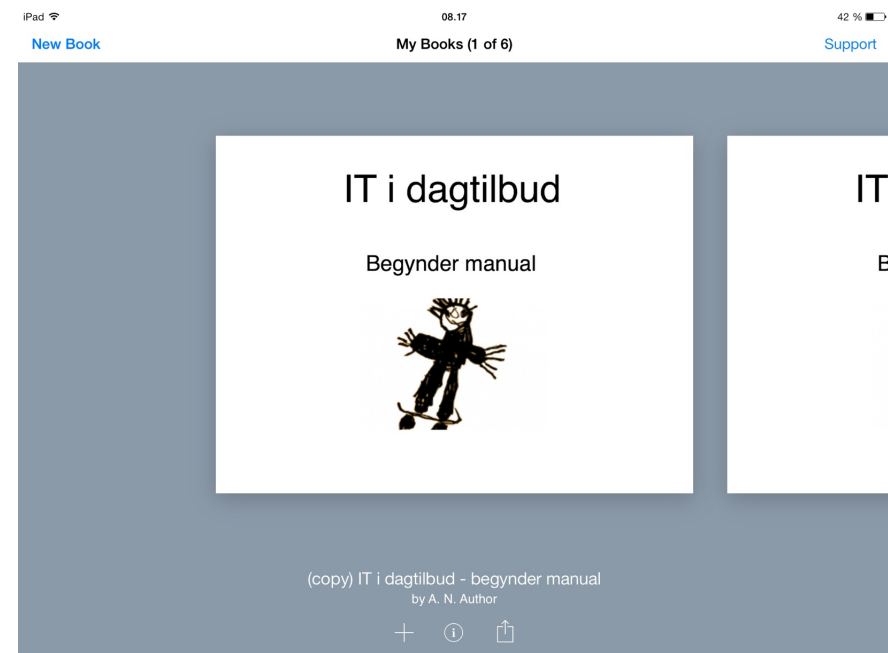 iPad 08.17 42 %
New Book My Books (1 of 6) Support
IT i dagtilbud IT
Begynder manual B
(copy) IT i dagtilbud - begynder manual
by A. N. Author